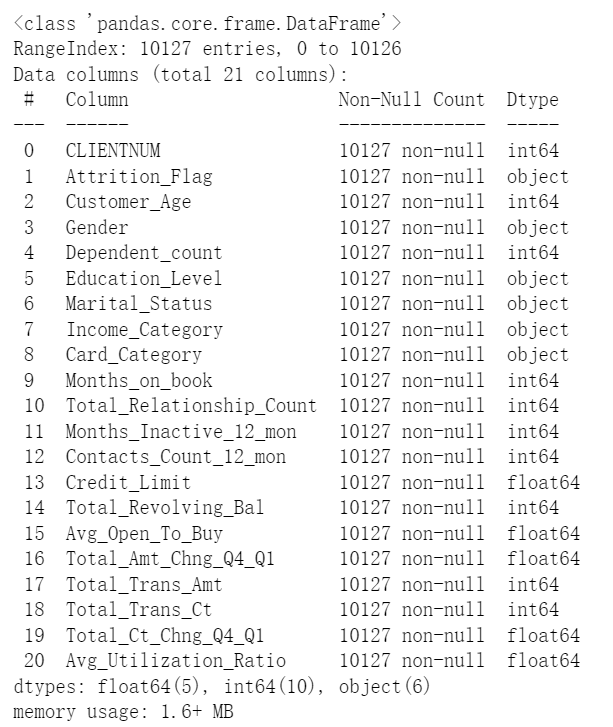 <class 'pandas.core.frame.DataFrame'>
RangeIndex: 10127 entries, 0 to 10126
Data columns (total 21 columns):
 #   Column                    Non-Null Count  Dtype
---  ------                    --------------  -----
 0   CLIENTNUM                 10127 non-null  int64
 1   Attrition_Flag            10127 non-null  object
 2   Customer_Age              10127 non-null  int64
 3   Gender                    10127 non-null  object
 4   Dependent_count           10127 non-null  int64
 5   Education_Level           10127 non-null  object
 6   Marital_Status            10127 non-null  object
 7   Income_Category           10127 non-null  object
 8   Card_Category             10127 non-null  object
 9   Months_on_book            10127 non-null  int64
 10  Total_Relationship_Count  10127 non-null  int64
 11  Months_Inactive_12_mon    10127 non-null  int64
 12  Contacts_Count_12_mon     10127 non-null  int64
 13  Credit_Limit              10127 non-null  float64
 14  Total_Revolving_Bal       10127 non-null  int64
 15  Avg_Open_To_Buy           10127 non-null  float64
 16  Total_Amt_Chng_Q4_Q1      10127 non-null  float64
 17  Total_Trans_Amt           10127 non-null  int64
 18  Total_Trans_Ct            10127 non-null  int64
 19  Total_Ct_Chng_Q4_Q1       10127 non-null  float64
 20  Avg_Utilization_Ratio     10127 non-null  float64
dtypes: float64(5), int64(10), object(6)
memory usage: 1.6+ MB